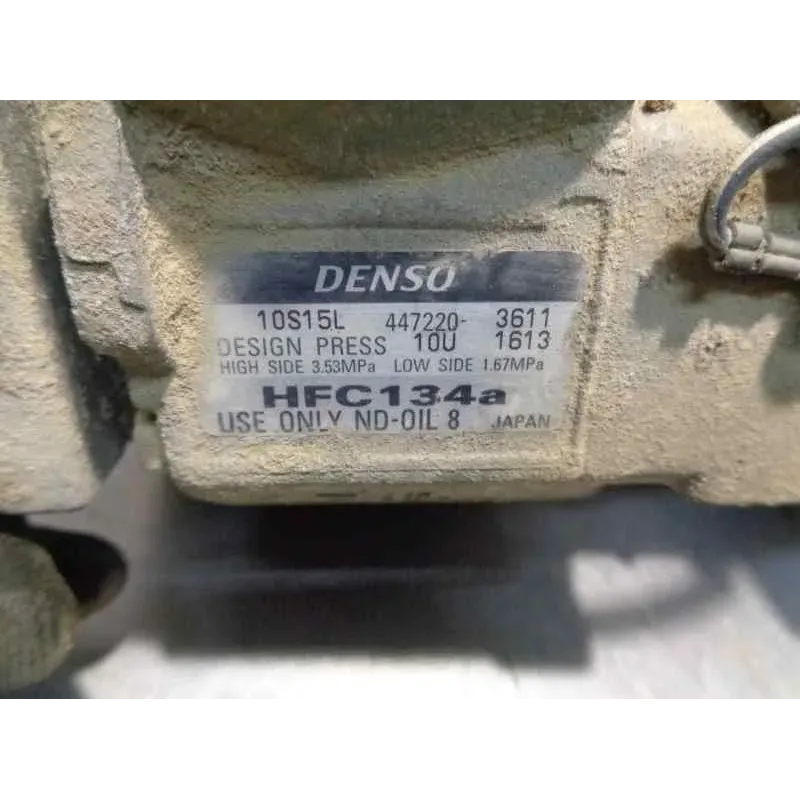 DENSO
10S15L 447220-3611
DESIGN PRESS 10U 1613
HIGH SIDE 3.53MPa LOW SIDE 1.67MPa
HFC134a
USE ONLY ND-OIL 8 JAPAN